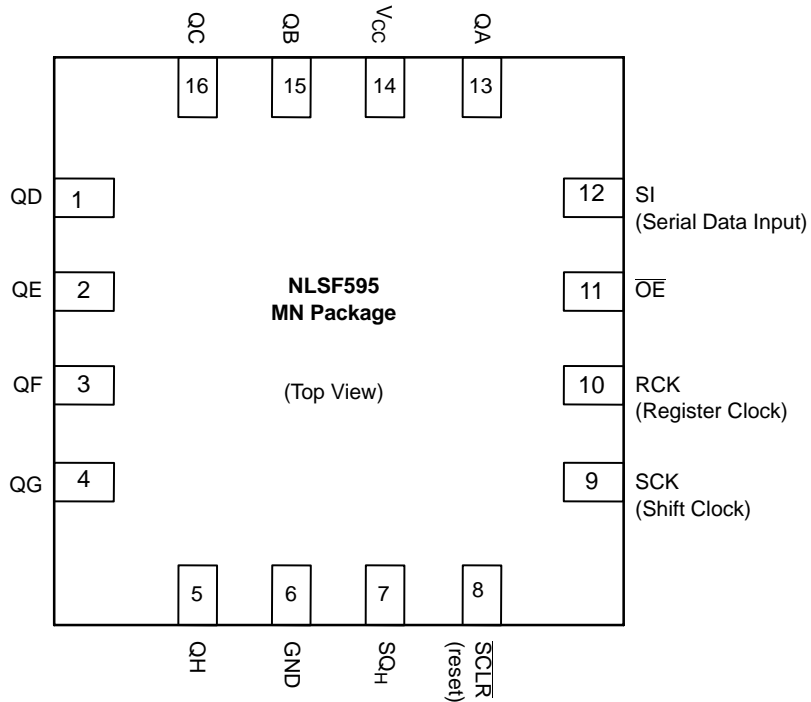 QC QB VCC QA
16 15 14 13
QD 1
12 SI
(Serial Data Input)
QE 2
NLSF595
MN Package
11 O̅E̅
QF 3
(Top View)
10 RCK
(Register Clock)
QG 4
9 SCK
(Shift Clock)
5 6 7 8
QH GND SQH S̅C̅L̅R̅
(reset)